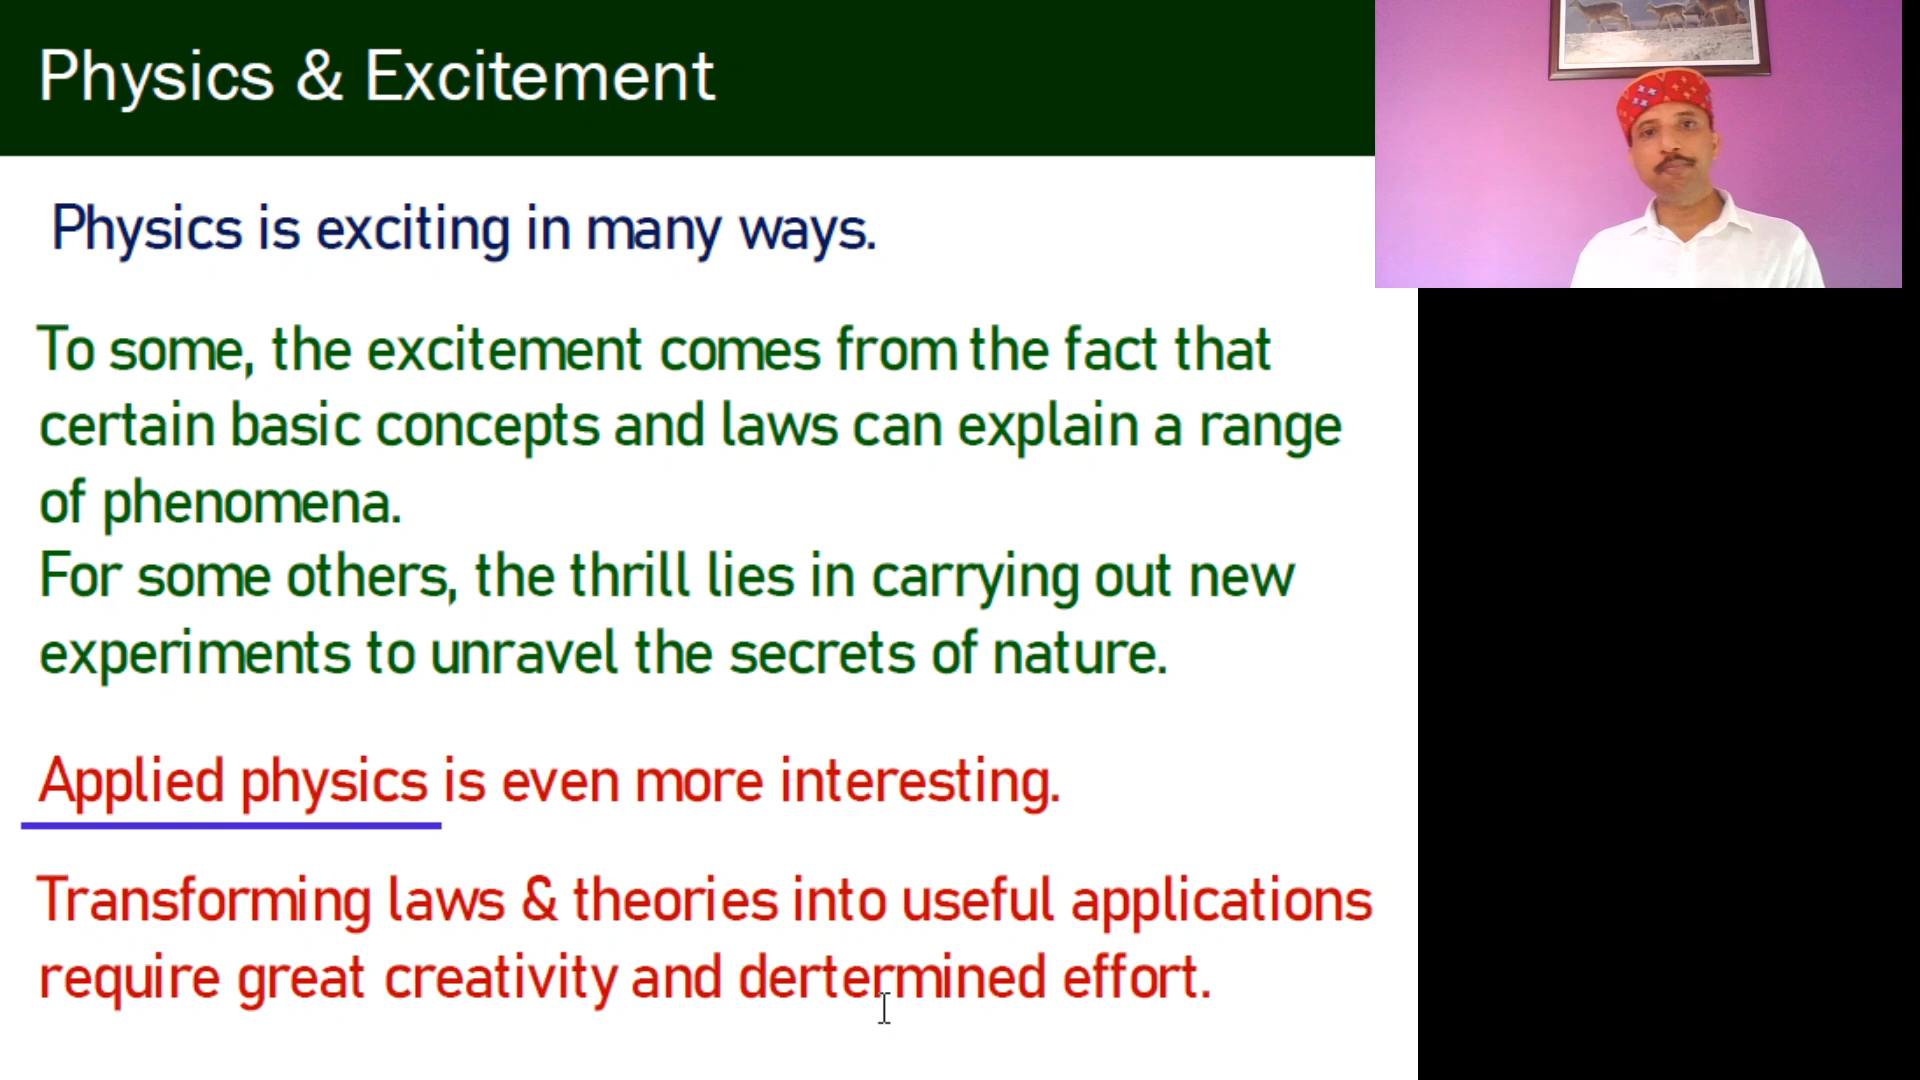 Physics & Excitement
Physics is exciting in many ways.
To some, the excitement comes from the fact that
certain basic concepts and laws can explain a range
of phenomena.
For some others, the thrill lies in carrying out new
experiments to unravel the secrets of nature.
Applied physics is even more interesting.
Transforming laws & theories into useful applications
require great creativity and dertermined effort.